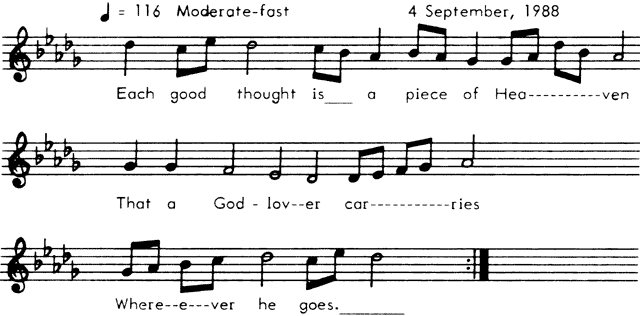 ♩ = 116 Moderate-fast 4 September, 1988
Each good thought is___ a piece of Hea----------ven
That a God - lov--er car-----------ries
Where--e---ver he goes._______